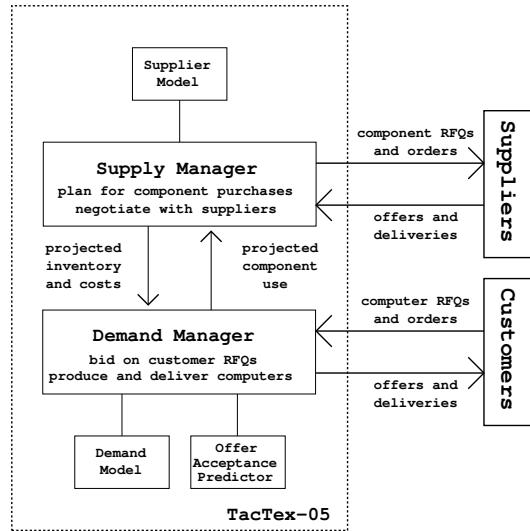 Supplier
Model
Supply Manager
plan for component purchases
negotiate with suppliers
component RFQs
and orders
offers and
deliveries
Suppliers
projected
inventory
and costs
projected
component
use
Demand Manager
bid on customer RFQs
produce and deliver computers
computer RFQs
and orders
offers and
deliveries
Customers
Demand
Model
Offer
Acceptance
Predictor
TacTex−05